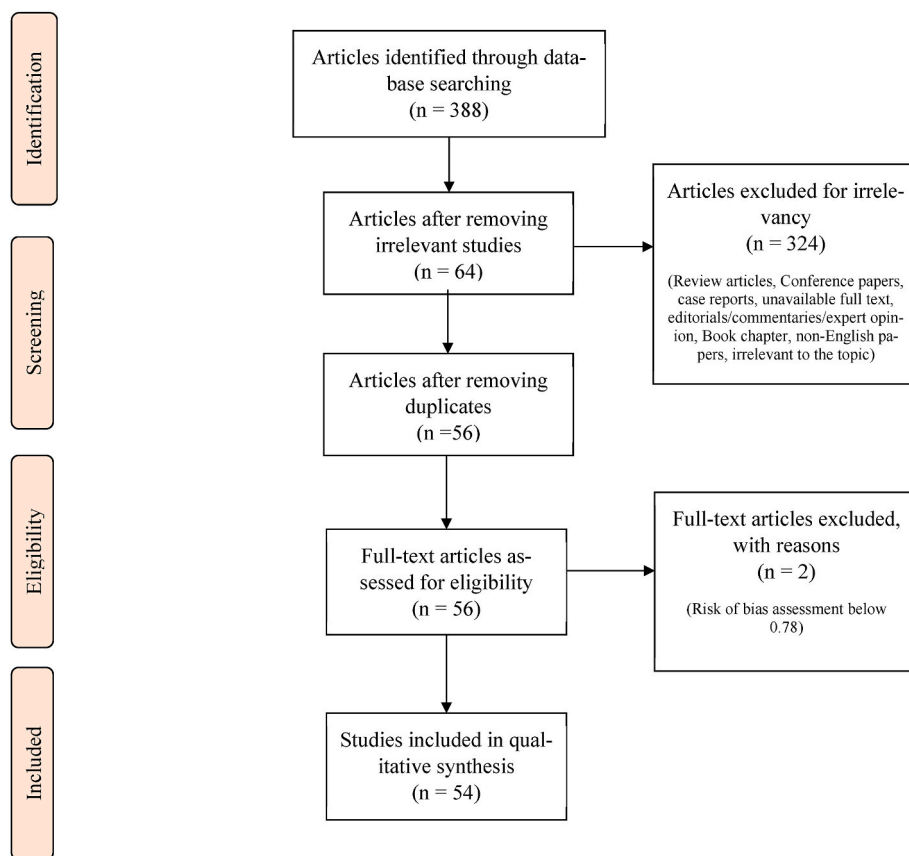 Identification
Articles identified through data-
base searching
(n = 388)
Articles after removing
irrelevant studies
(n = 64)
Articles excluded for irrele-
vancy
(n = 324)
(Review articles, Conference papers,
case reports, unavailable full text,
editorials/commentaries/expert opin-
ion, Book chapter, non-English pa-
pers, irrelevant to the topic)
Screening
Articles after removing
duplicates
(n =56)
Eligibility
Full-text articles as-
sessed for eligibility
(n = 56)
Full-text articles excluded,
with reasons
(n = 2)
(Risk of bias assessment below
0.78)
Included
Studies included in qual-
itative synthesis
(n = 54)